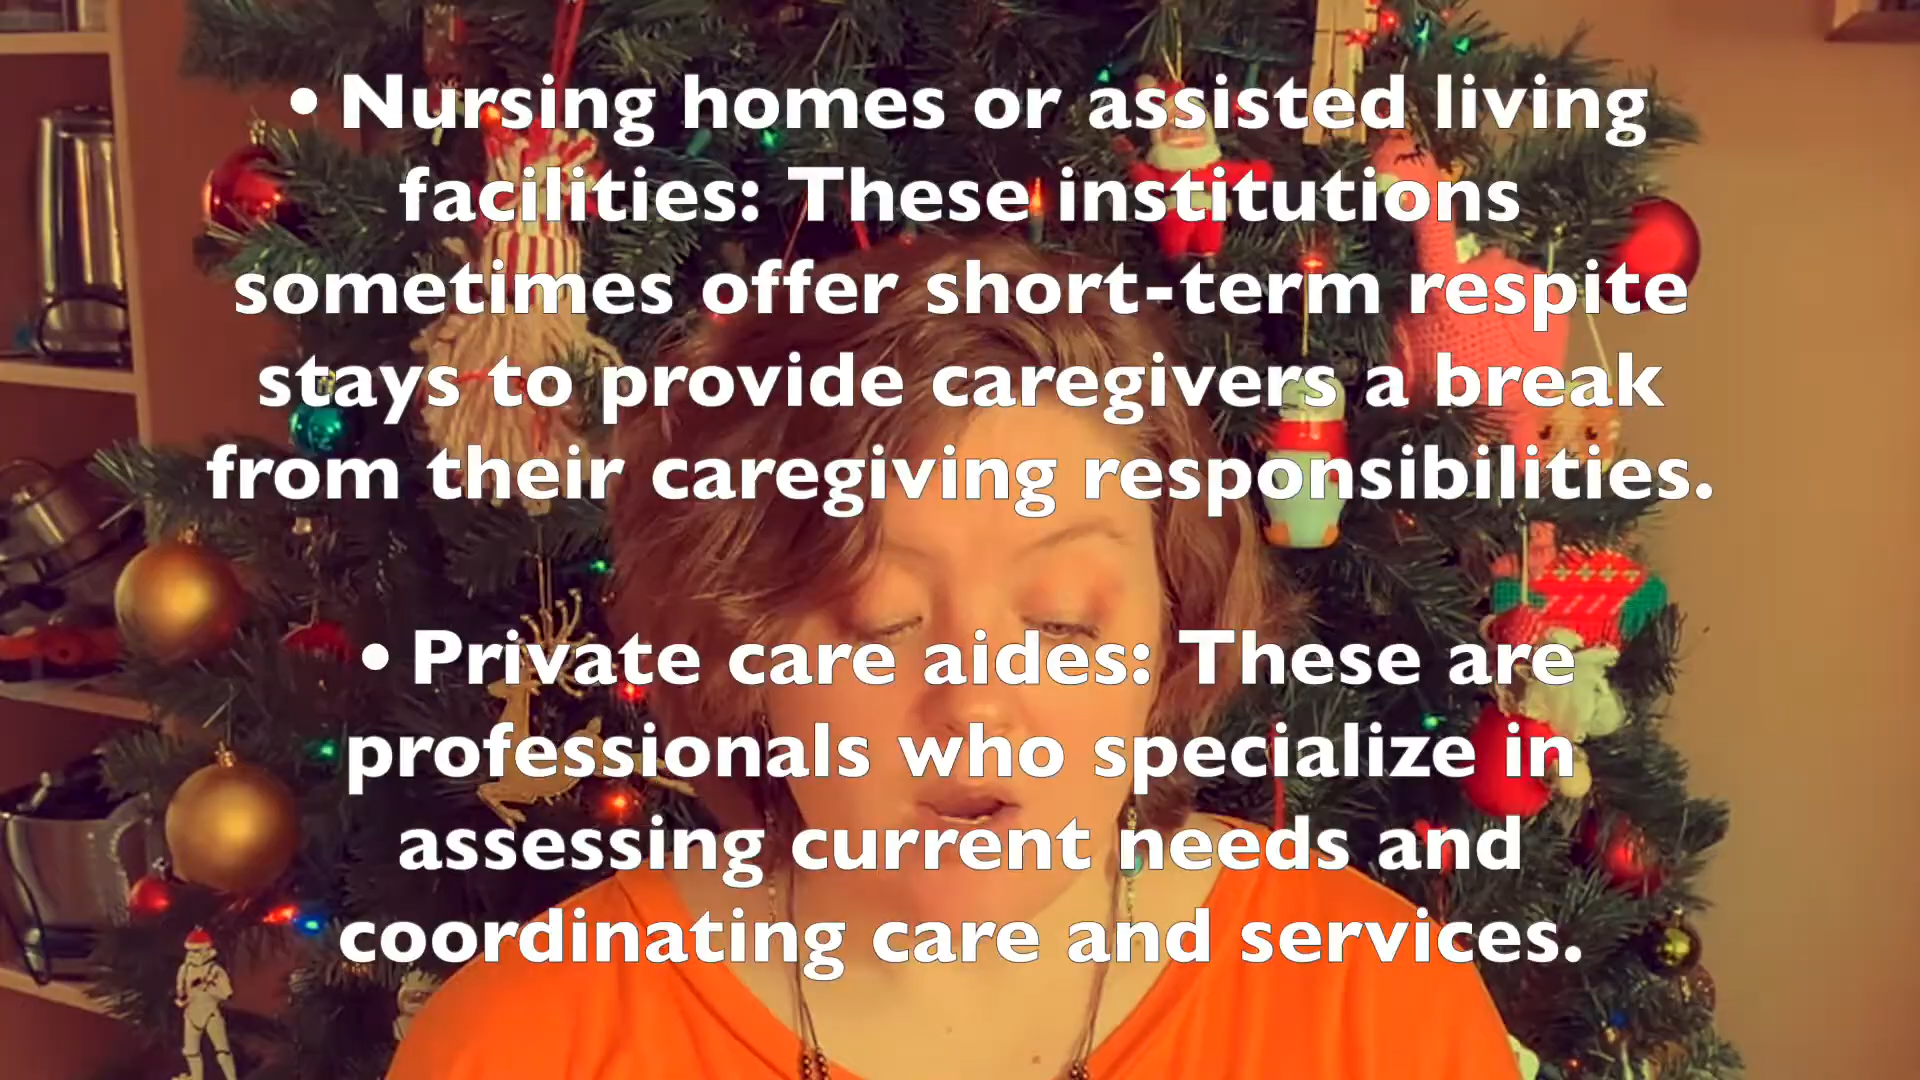 • Nursing homes or assisted living
facilities: These institutions
sometimes offer short-term respite
stays to provide caregivers a break
from their caregiving responsibilities.
• Private care aides: These are
professionals who specialize in
assessing current needs and
coordinating care and services.